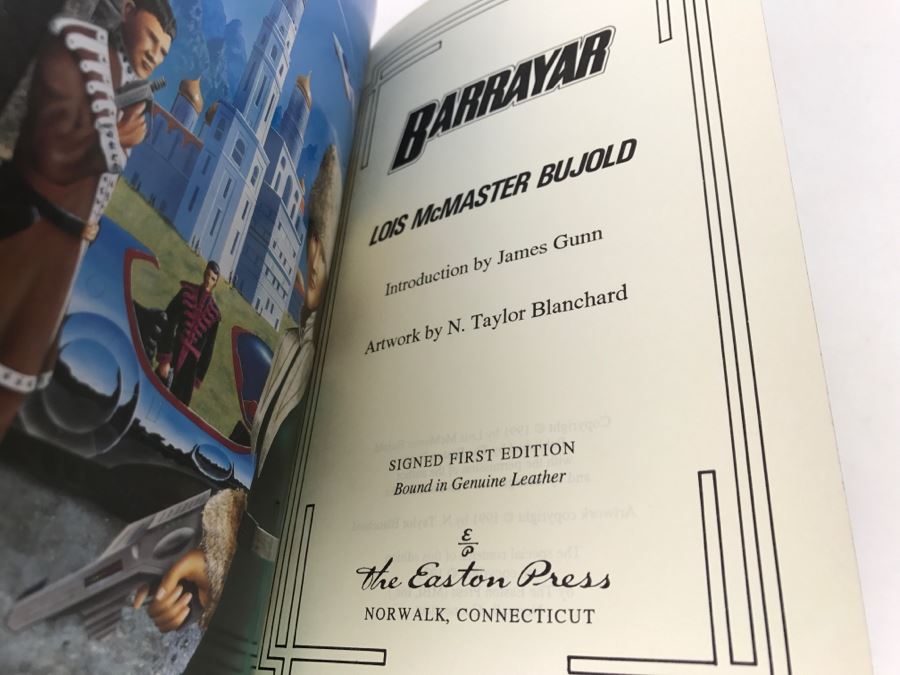 BARRAYAR
LOIS McMASTER BUJOLD
Introduction by James Gunn
Artwork by N. Taylor Blanchard
SIGNED FIRST EDITION
Bound in Genuine Leather
EP
the Easton Press
NORWALK, CONNECTICUT